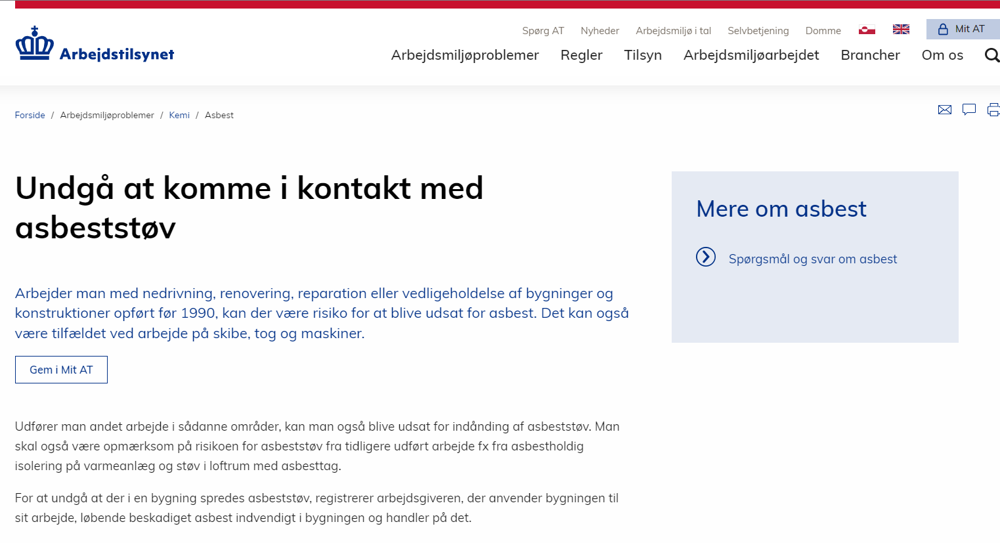 Spørg AT Nyheder Arbejdsmiljø i tal Selvbetjening Domme Mit AT
Arbejdstilsynet
Arbejdsmiljøproblemer Regler Tilsyn Arbejdsmiljøarbejdet Brancher Om os
Forside / Arbejdsmiljøproblemer / Kemi / Asbest
Undgå at komme i kontakt med
asbeststøv
Arbejder man med nedrivning, renovering, reparation eller vedligeholdelse af bygninger og
konstruktioner opført før 1990, kan der være risiko for at blive udsat for asbest. Det kan også
være tilfældet ved arbejde på skibe, tog og maskiner.
Gem i Mit AT
Udfører man andet arbejde i sådanne områder, kan man også blive udsat for indånding af asbeststøv. Man
skal også være opmærksom på risikoen for asbeststøv fra tidligere udført arbejde fx fra asbestholdig
isolering på varmeanlæg og støv i loftrum med asbesttag.
For at undgå at der i en bygning spredes asbeststøv, registrerer arbejdsgiveren, der anvender bygningen til
sit arbejde, løbende beskadiget asbest indvendigt i bygningen og handler på det.
Mere om asbest
Spørgsmål og svar om asbest